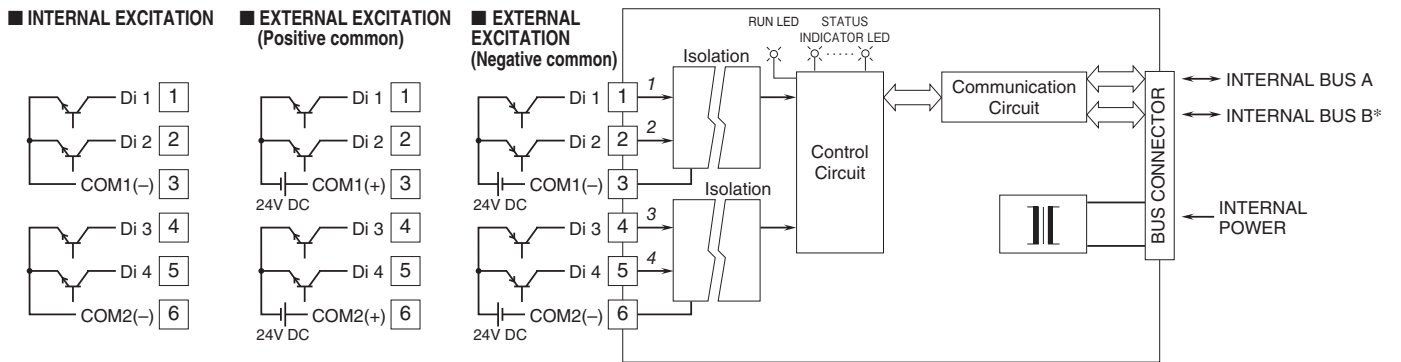 ■ INTERNAL EXCITATION
Di 1 1
Di 2 2
COM1(–) 3
Di 3 4
Di 4 5
COM2(–) 6
■ EXTERNAL EXCITATION
(Positive common)
Di 1 1
Di 2 2
COM1(+) 3
24V DC
Di 3 4
Di 4 5
COM2(+) 6
24V DC
■ EXTERNAL
EXCITATION
(Negative common)
Di 1 1
Di 2 2
COM1(–) 3
24V DC
Di 3 4
Di 4 5
COM2(–) 6
24V DC
1
2
3
4
Isolation
Isolation
RUN LED
STATUS
INDICATOR LED
Control
Circuit
Communication
Circuit
BUS CONNECTOR
INTERNAL BUS A
INTERNAL BUS B*
INTERNAL
POWER